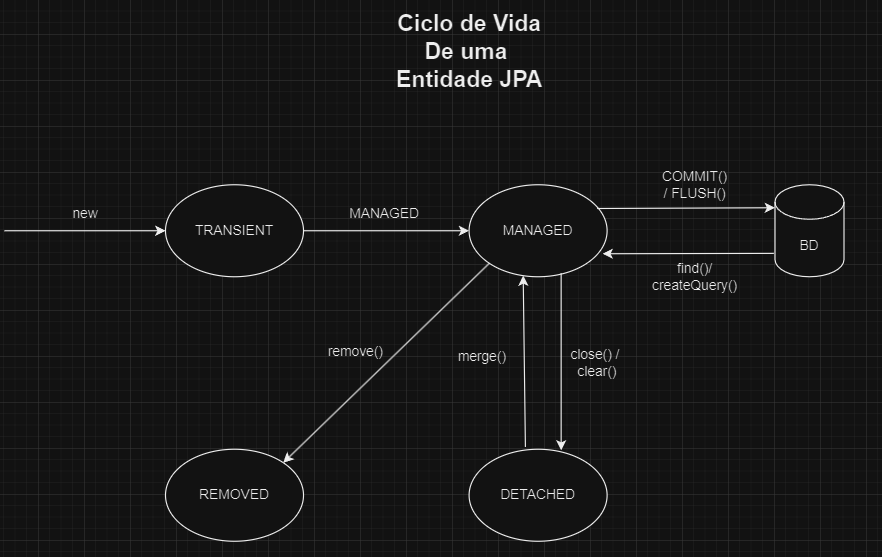 Ciclo de Vida
De uma
Entidade JPA
COMMIT()
/ FLUSH()
new
MANAGED
TRANSIENT
MANAGED
BD
find()/
createQuery()
remove()
merge()
close() /
clear()
REMOVED
DETACHED